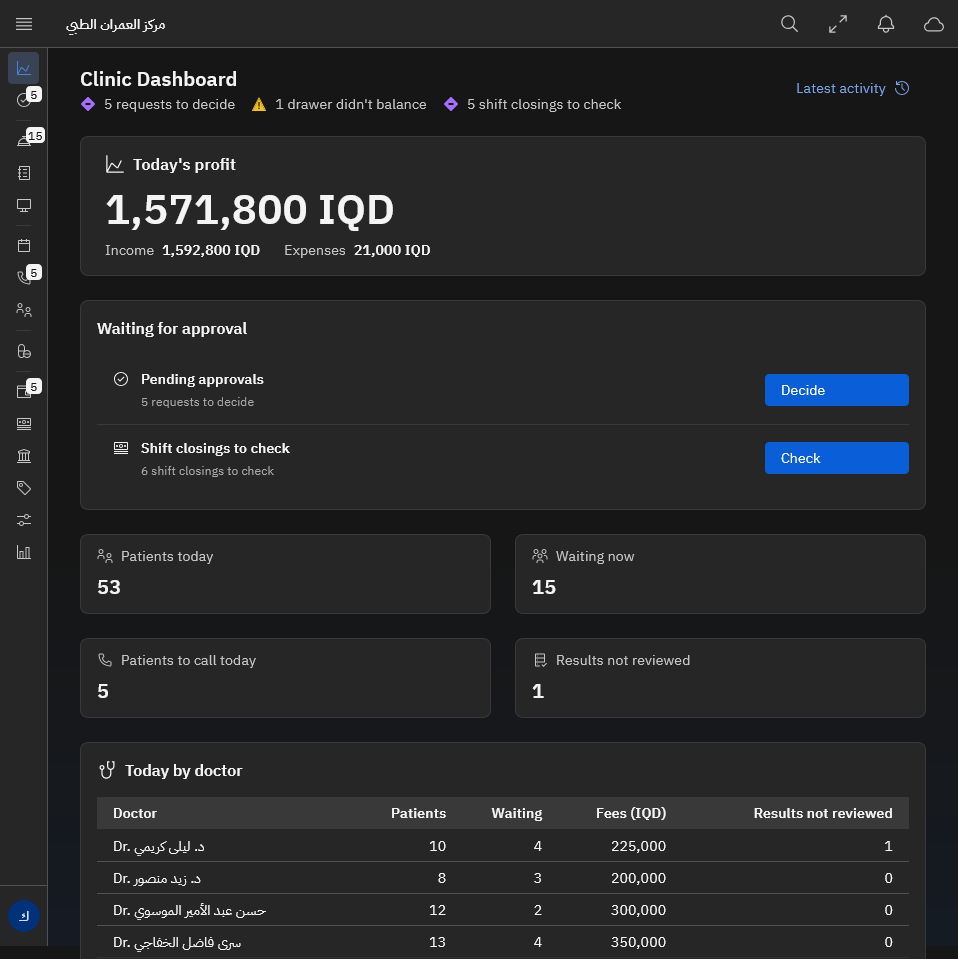 مركز العمران الطبي
5
15
5
5
ك
Clinic Dashboard
5 requests to decide 1 drawer didn't balance 5 shift closings to check
Latest activity
Today's profit
1,571,800 IQD
Income 1,592,800 IQD Expenses 21,000 IQD
Waiting for approval
Pending approvals
5 requests to decide
Decide
Shift closings to check
6 shift closings to check
Check
Patients today
53
Waiting now
15
Patients to call today
5
Results not reviewed
1
Today by doctor
Doctor Patients Waiting Fees (IQD) Results not reviewed
Dr. د. ليلى كريمي 10 4 225,000 1
Dr. د. زيد منصور 8 3 200,000 0
Dr. حسن عبد الأمير الموسوي 12 2 300,000 0
Dr. سرى فاضل الخفاجي 13 4 350,000 0